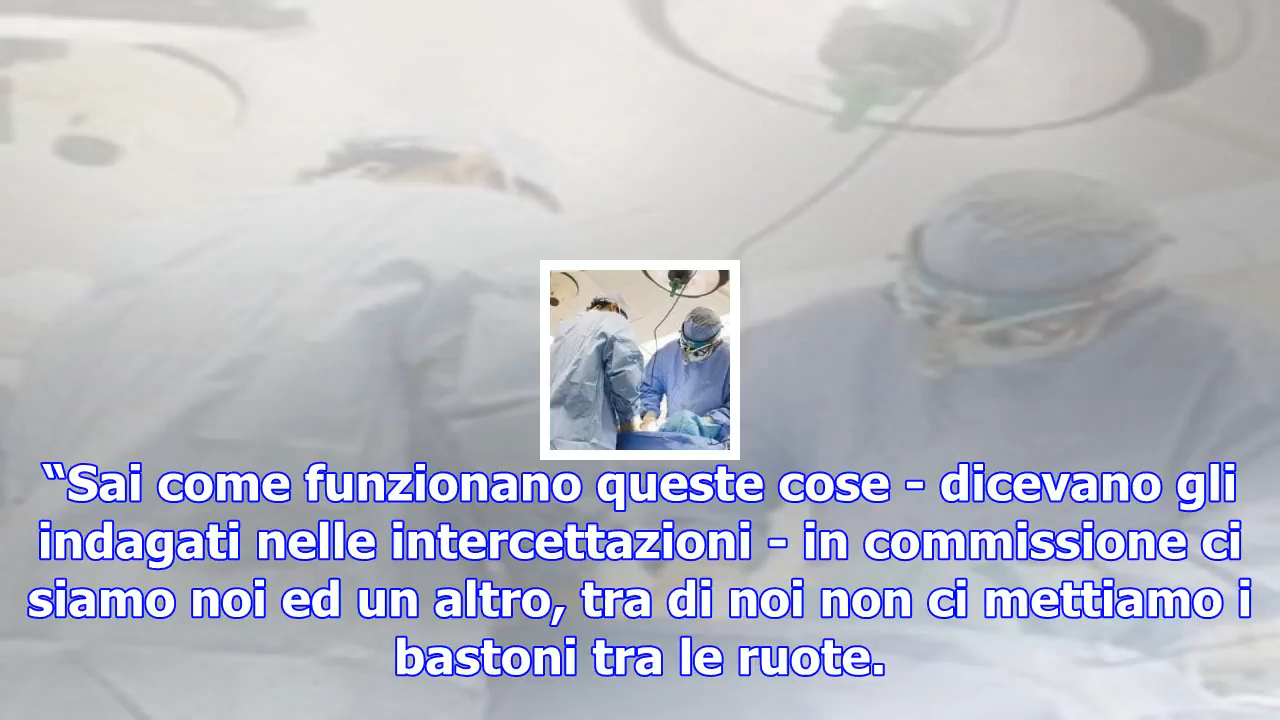 “Sai come funzionano queste cose - dicevano gli
indagati nelle intercettazioni - in commissione ci
siamo noi ed un altro, tra di noi non ci mettiamo i
bastoni tra le ruote.